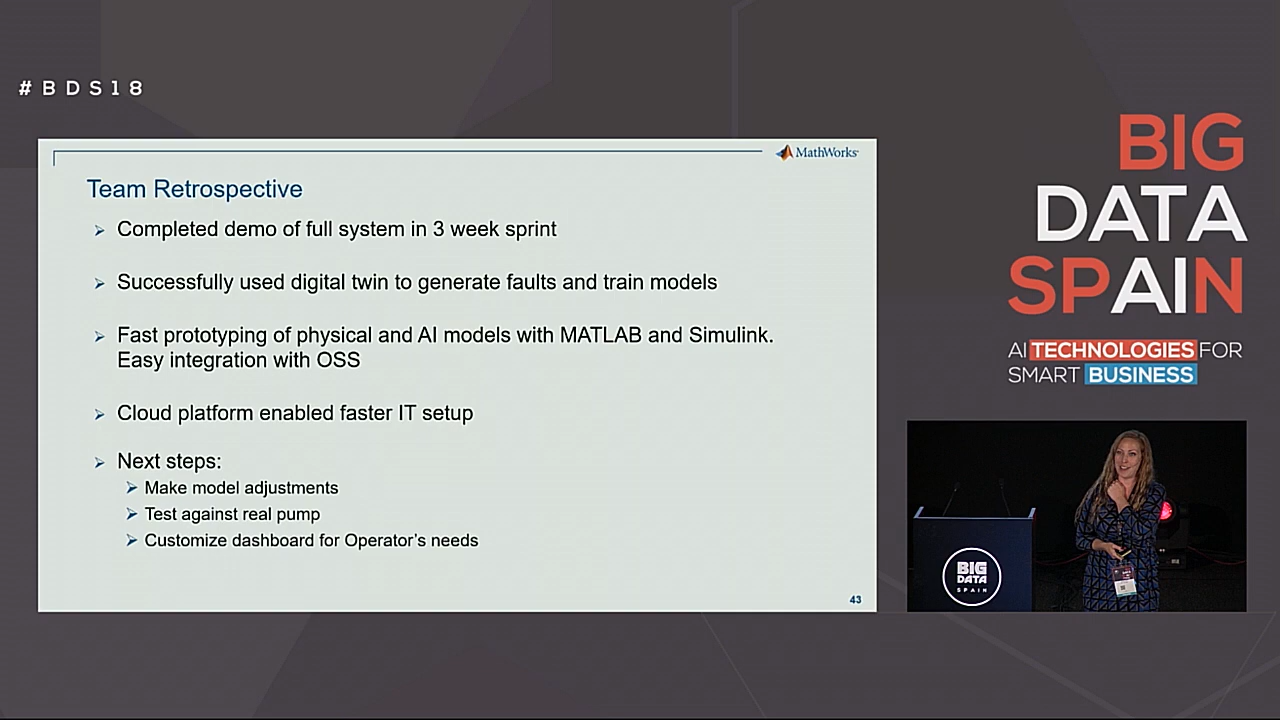 #BDS18
MathWorks
Team Retrospective
Completed demo of full system in 3 week sprint
Successfully used digital twin to generate faults and train models
Fast prototyping of physical and AI models with MATLAB and Simulink.
Easy integration with OSS
Cloud platform enabled faster IT setup
Next steps:
Make model adjustments
Test against real pump
Customize dashboard for Operator's needs
43
BIG
DATA
SPAIN
AI TECHNOLOGIES FOR
SMART BUSINESS
BIG
DATA
SPAIN